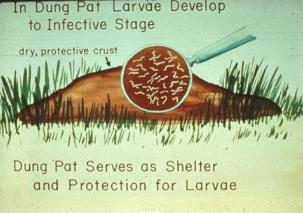 In Dung Pat Larvae Develop
to Infective Stage
dry, protective crust
Dung Pat Serves as Shelter
and Protection for Larvae